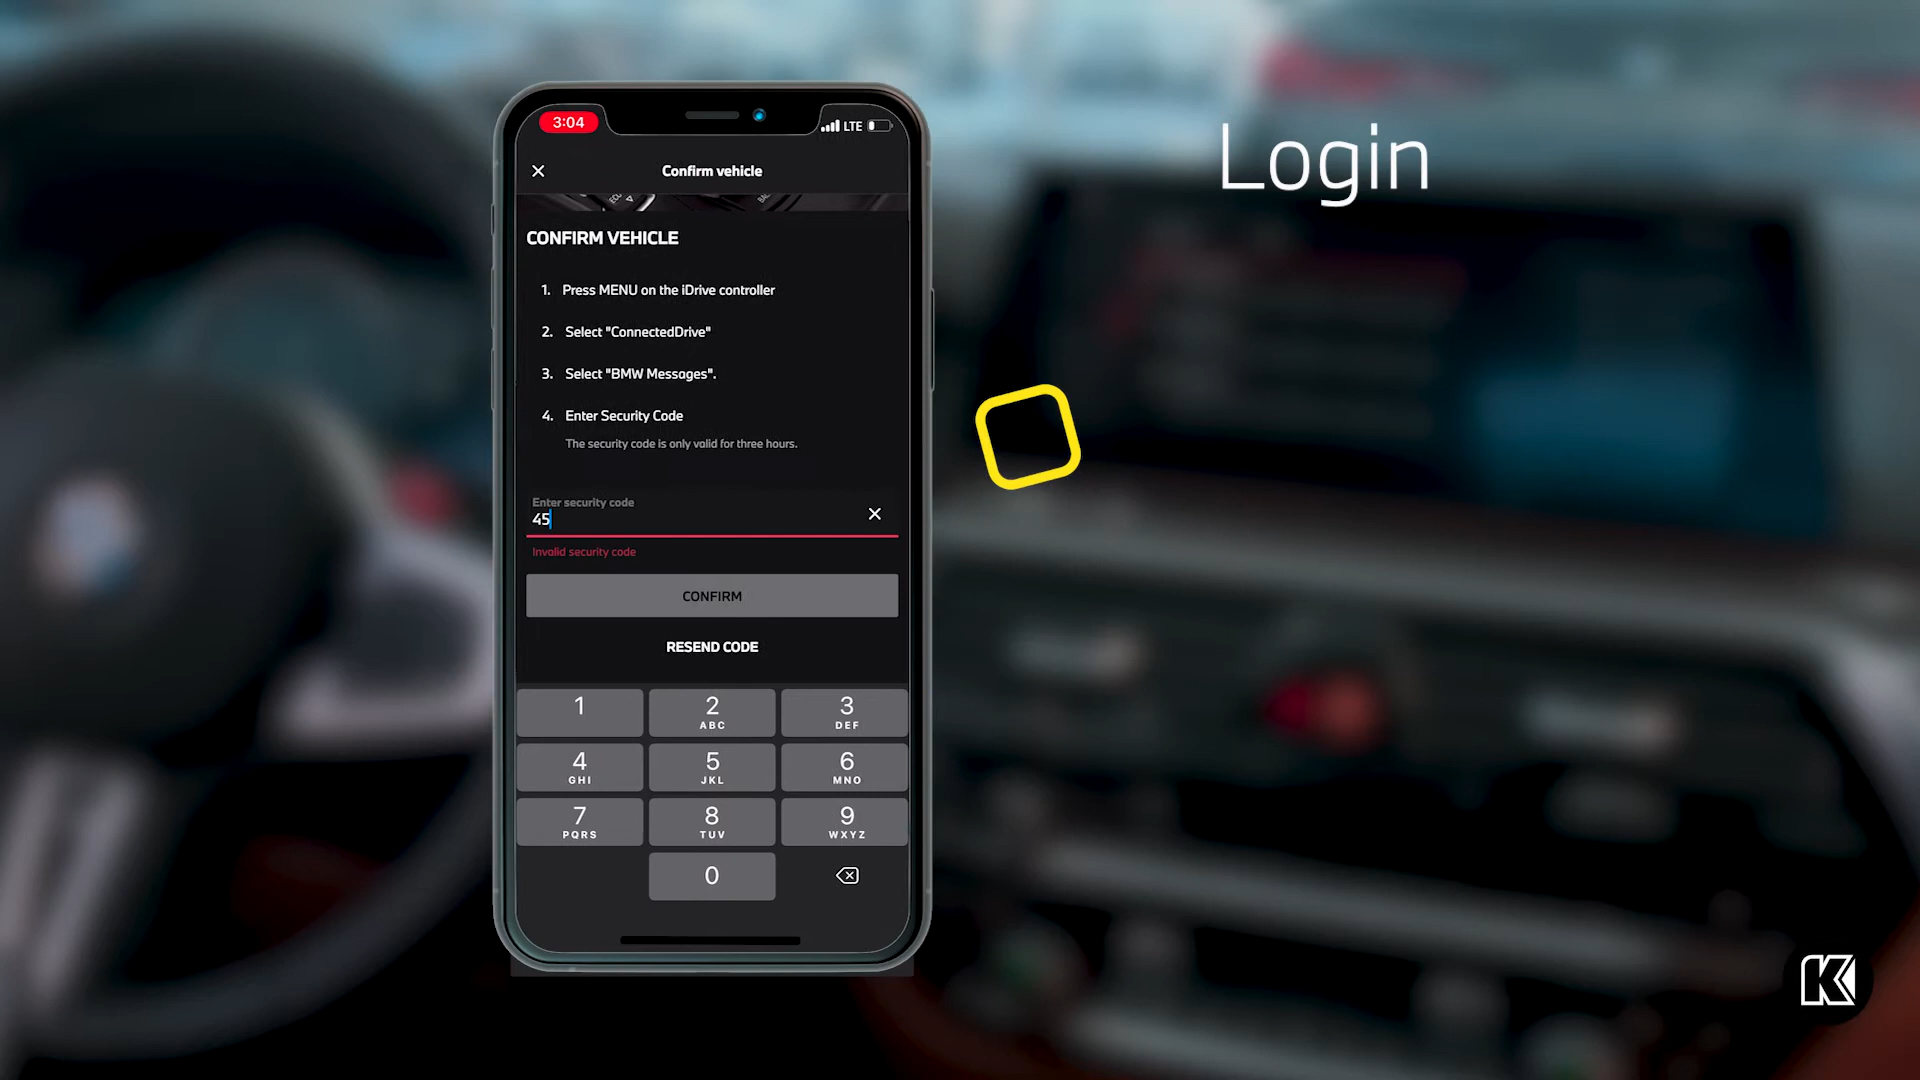 Login
3:04
LTE
Confirm vehicle
CONFIRM VEHICLE
1. Press MENU on the iDrive controller
2. Select "ConnectedDrive"
3. Select "BMW Messages".
4. Enter Security Code
The security code is only valid for three hours.
Enter security code
45
Invalid security code
CONFIRM
RESEND CODE
1
2
ABC
3
DEF
4
GHI
5
JKL
6
MNO
7
PQRS
8
TUV
9
WXYZ
0
K